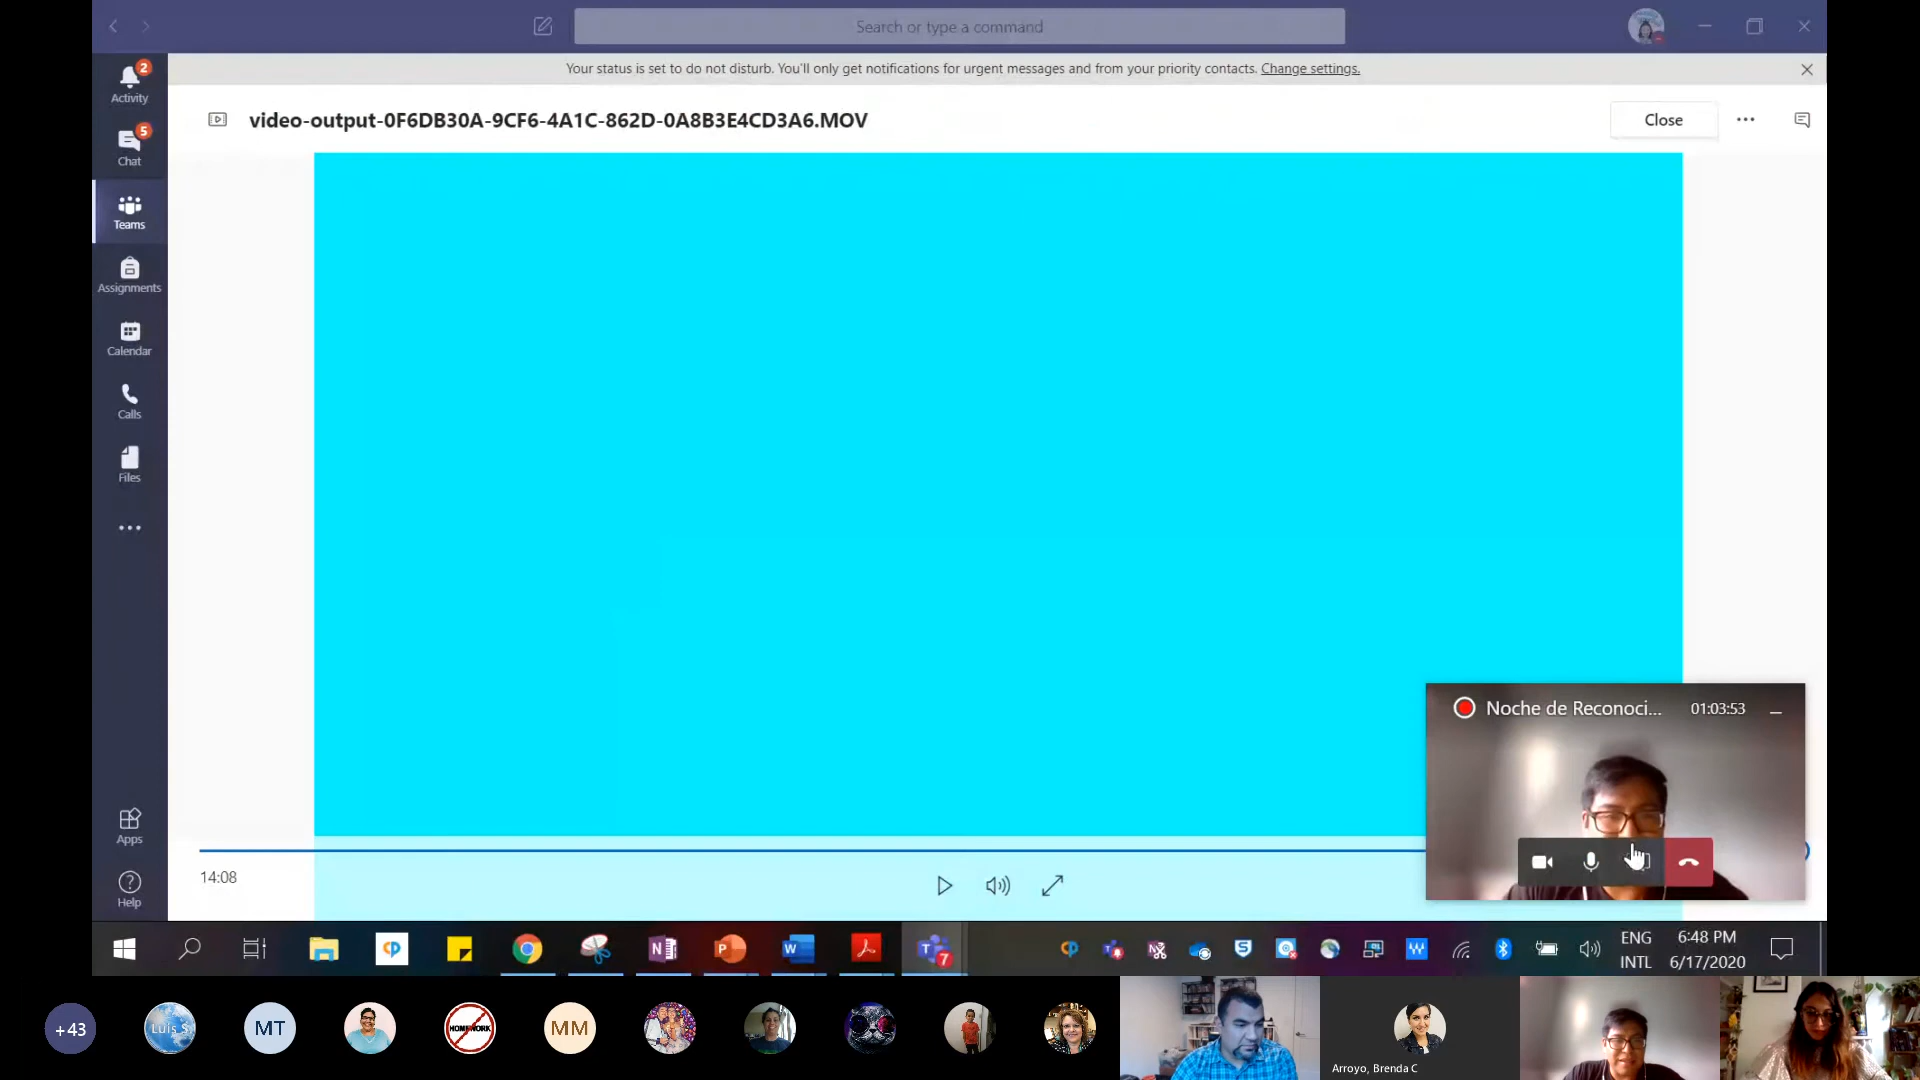 Search or type a command
Your status is set to do not disturb. You'll only get notifications for urgent messages and from your priority contacts. Change settings.
2
Activity
video-output-0F6DB30A-9CF6-4A1C-862D-0A8B3E4CD3A6.MOV
Close
5
Chat
Teams
Assignments
Calendar
Calls
Files
Noche de Reconoci...
01:03:53
Apps
14:08
Help
7
ENG
INTL
6:48 PM
6/17/2020
+43
Luis S
MT
HOMEWORK
MM
Arroyo, Brenda C